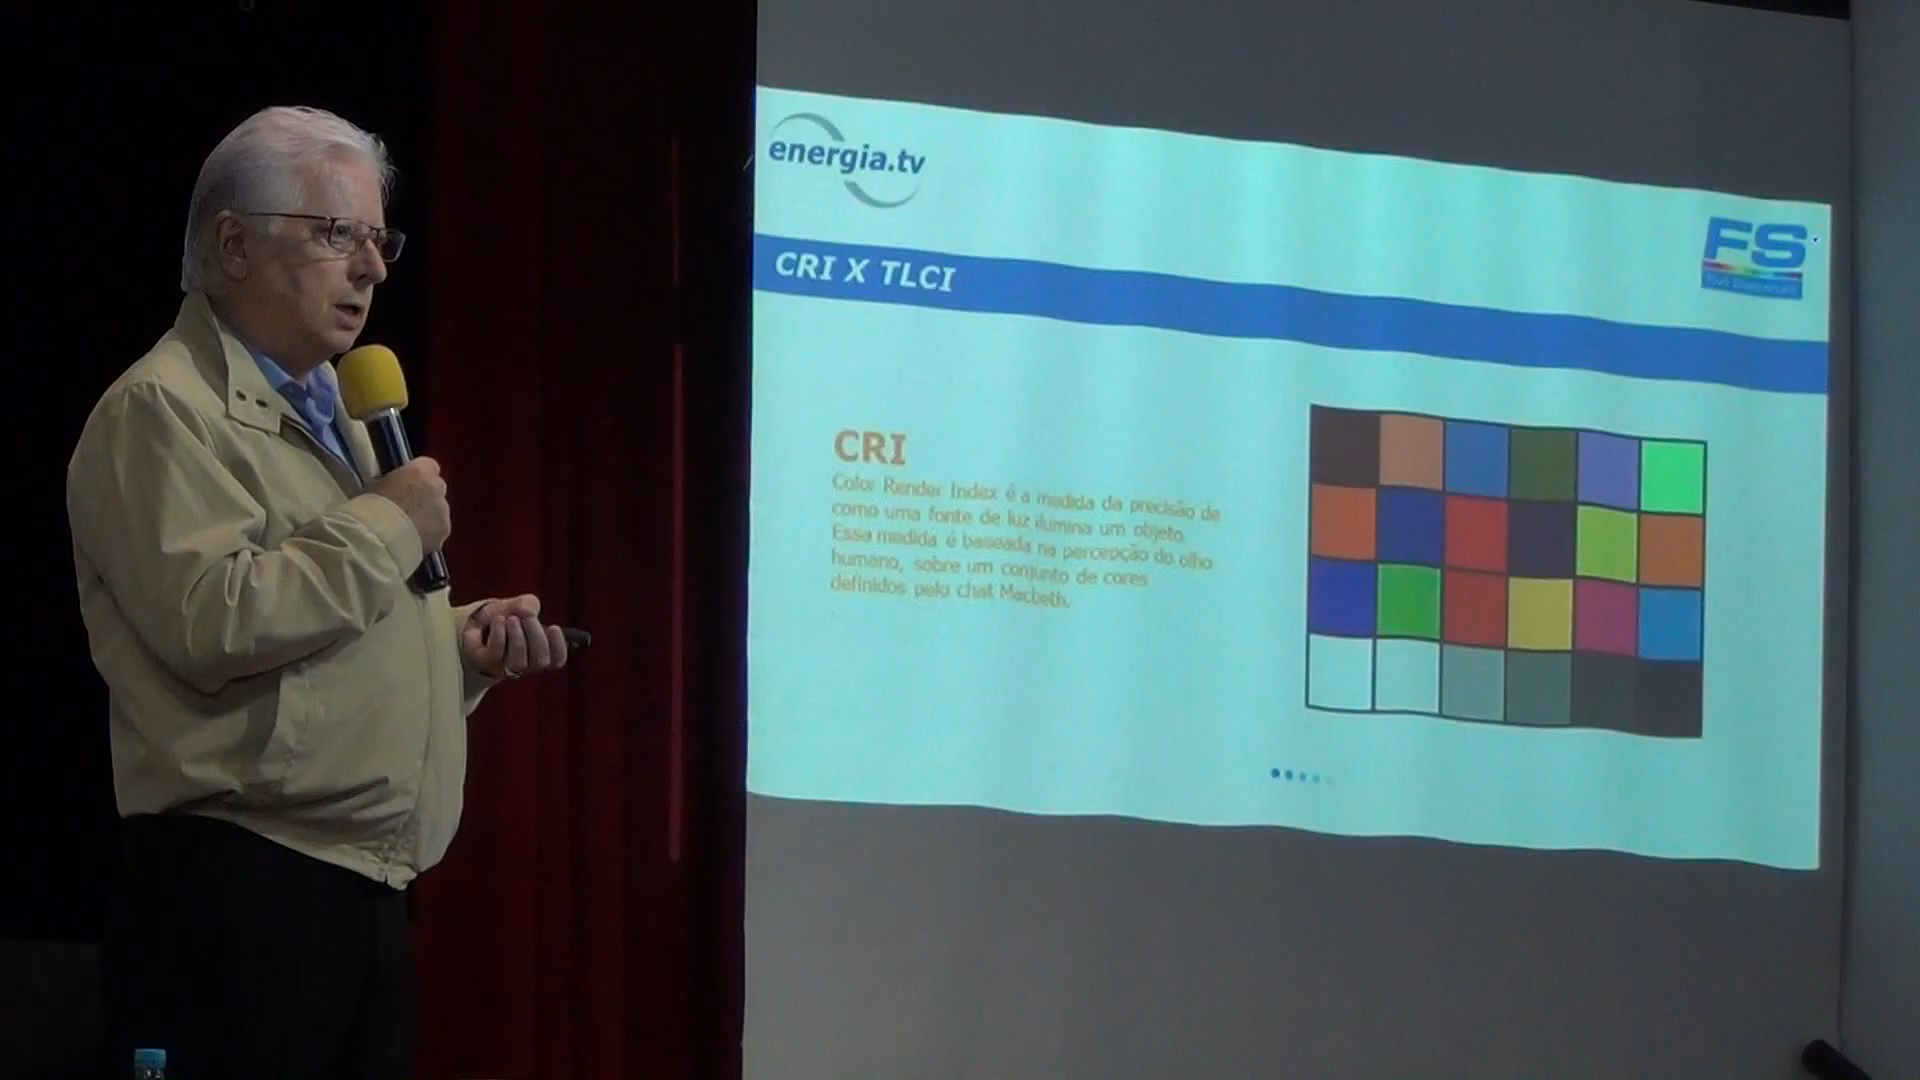 energia.tv
FS
CRI X TLCI
CRI
Color Render Index é a medida da precisão de
como uma fonte de luz ilumina um objeto.
Essa medida é baseada na percepção do olho
humano, sobre um conjunto de cores
definidos pelo chat Macbeth.